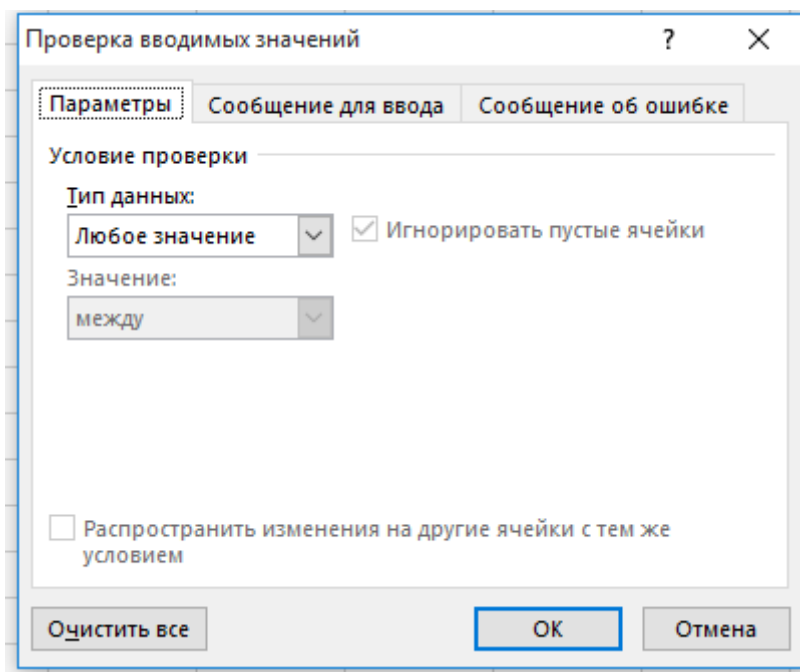 Проверка вводимых значений ?
Параметры Сообщение для ввода Сообщение об ошибке
Условие проверки
Тип данных:
Любое значение Игнорировать пустые ячейки
Значение:
между
Распространить изменения на другие ячейки с тем же
условием
Очистить все ОК Отмена